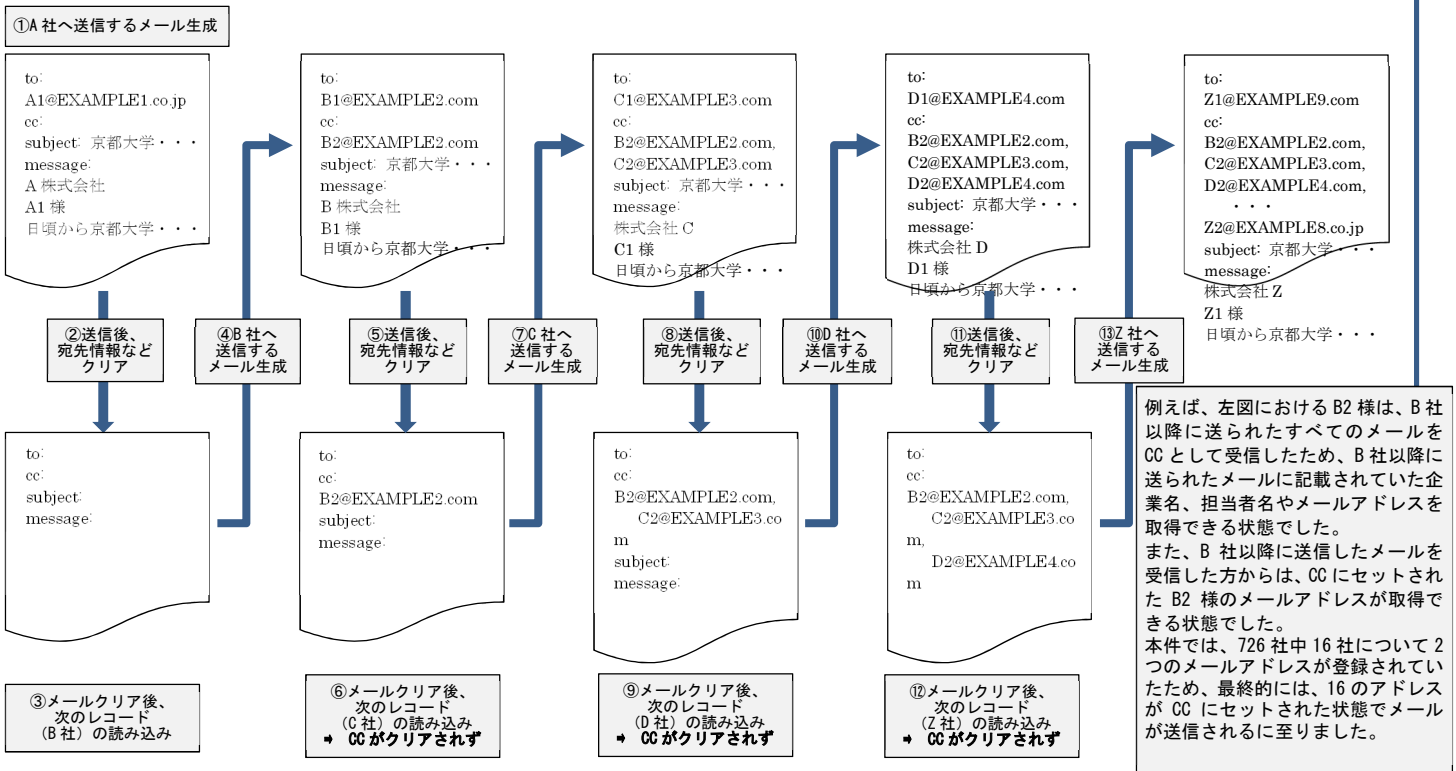 ①A 社へ送信するメール生成
to:
A1@EXAMPLE1.co.jp
cc:
subject: 京都大学・・・
message:
A 株式会社
A1 様
日頃から京都大学・・・
to:
B1@EXAMPLE2.com
cc:
B2@EXAMPLE2.com
subject: 京都大学・・・
message:
B 株式会社
B1 様
日頃から京都大学・・・
to:
C1@EXAMPLE3.com
cc:
B2@EXAMPLE2.com,
C2@EXAMPLE3.com
subject: 京都大学・・・
message:
株式会社 C
C1 様
日頃から京都大学・・・
to:
D1@EXAMPLE4.com
cc:
B2@EXAMPLE2.com,
C2@EXAMPLE3.com,
D2@EXAMPLE4.com
subject: 京都大学・・・
message:
株式会社 D
D1 様
日頃から京都大学・・・
to:
Z1@EXAMPLE9.com
cc:
B2@EXAMPLE2.com,
C2@EXAMPLE3.com,
D2@EXAMPLE4.com,
・・・
Z2@EXAMPLE8.co.jp
subject: 京都大学・・・
message:
株式会社 Z
Z1 様
日頃から京都大学・・・
②送信後、
宛先情報など
クリア
④B 社へ
送信する
メール生成
⑤送信後、
宛先情報など
クリア
⑦C 社へ
送信する
メール生成
⑧送信後、
宛先情報など
クリア
⑩D 社へ
送信する
メール生成
⑪送信後、
宛先情報など
クリア
⑬Z 社へ
送信する
メール生成
to:
cc:
subject:
message:
to:
cc:
B2@EXAMPLE2.com
subject:
message:
to:
cc:
B2@EXAMPLE2.com,
C2@EXAMPLE3.co
m
subject:
message:
to:
cc:
B2@EXAMPLE2.com,
C2@EXAMPLE3.co
m,
D2@EXAMPLE4.co
m
③メールクリア後、
次のレコード
（B 社）の読み込み
⑥メールクリア後、
次のレコード
（C 社）の読み込み
➡ CC がクリアされず
⑨メールクリア後、
次のレコード
（D 社）の読み込み
➡ CC がクリアされず
⑫メールクリア後、
次のレコード
（Z 社）の読み込み
➡ CC がクリアされず
例えば、左図における B2 様は、B 社
以降に送られたすべてのメールを
CC として受信したため、B 社以降に
送られたメールに記載されていた企
業名、担当者名やメールアドレスを
取得できる状態でした。
また、B 社以降に送信したメールを
受信した方からは、CC にセットされ
た B2 様のメールアドレスが取得で
きる状態でした。
本件では、726 社中 16 社について 2
つのメールアドレスが登録されてい
たため、最終的には、16 のアドレス
が CC にセットされた状態でメール
が送信されるに至りました。